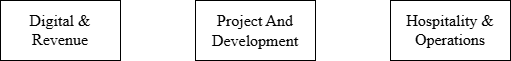 Digital &
Revenue
Project And
Development
Hospitality &
Operations